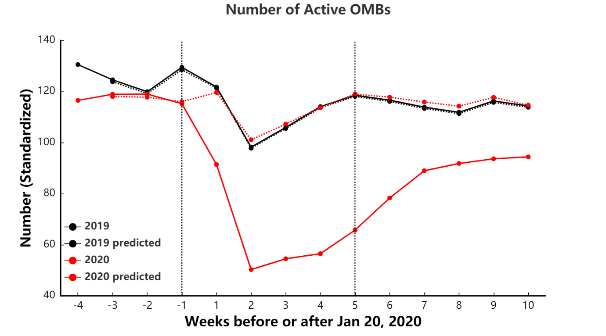 Number of Active OMBs
Number (Standardized)
140
120
100
80
60
40
2019
2019 predicted
2020
2020 predicted
-4 -3 -2 -1 1 2 3 4 5 6 7 8 9 10
Weeks before or after Jan 20, 2020